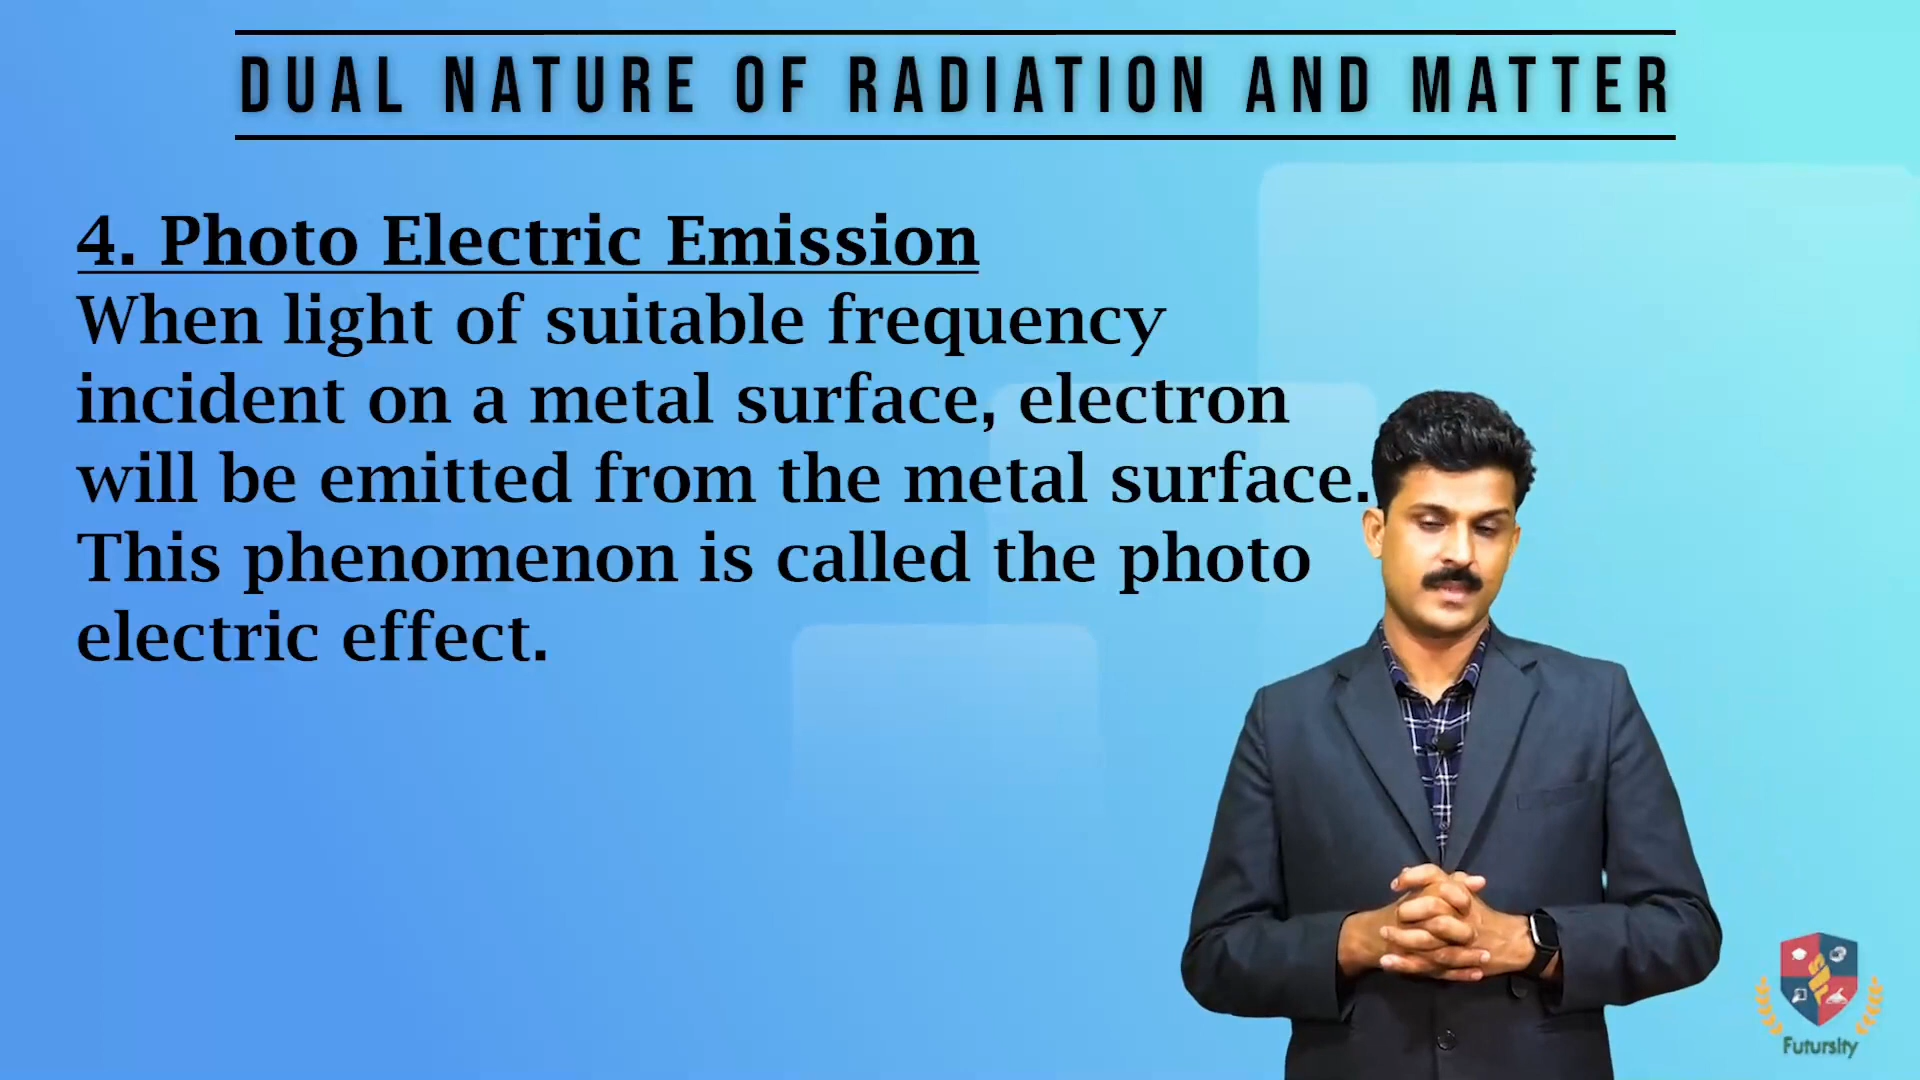 DUAL NATURE OF RADIATION AND MATTER
4. Photo Electric Emission
When light of suitable frequency
incident on a metal surface, electron
will be emitted from the metal surface.
This phenomenon is called the photo
electric effect.
Futursity